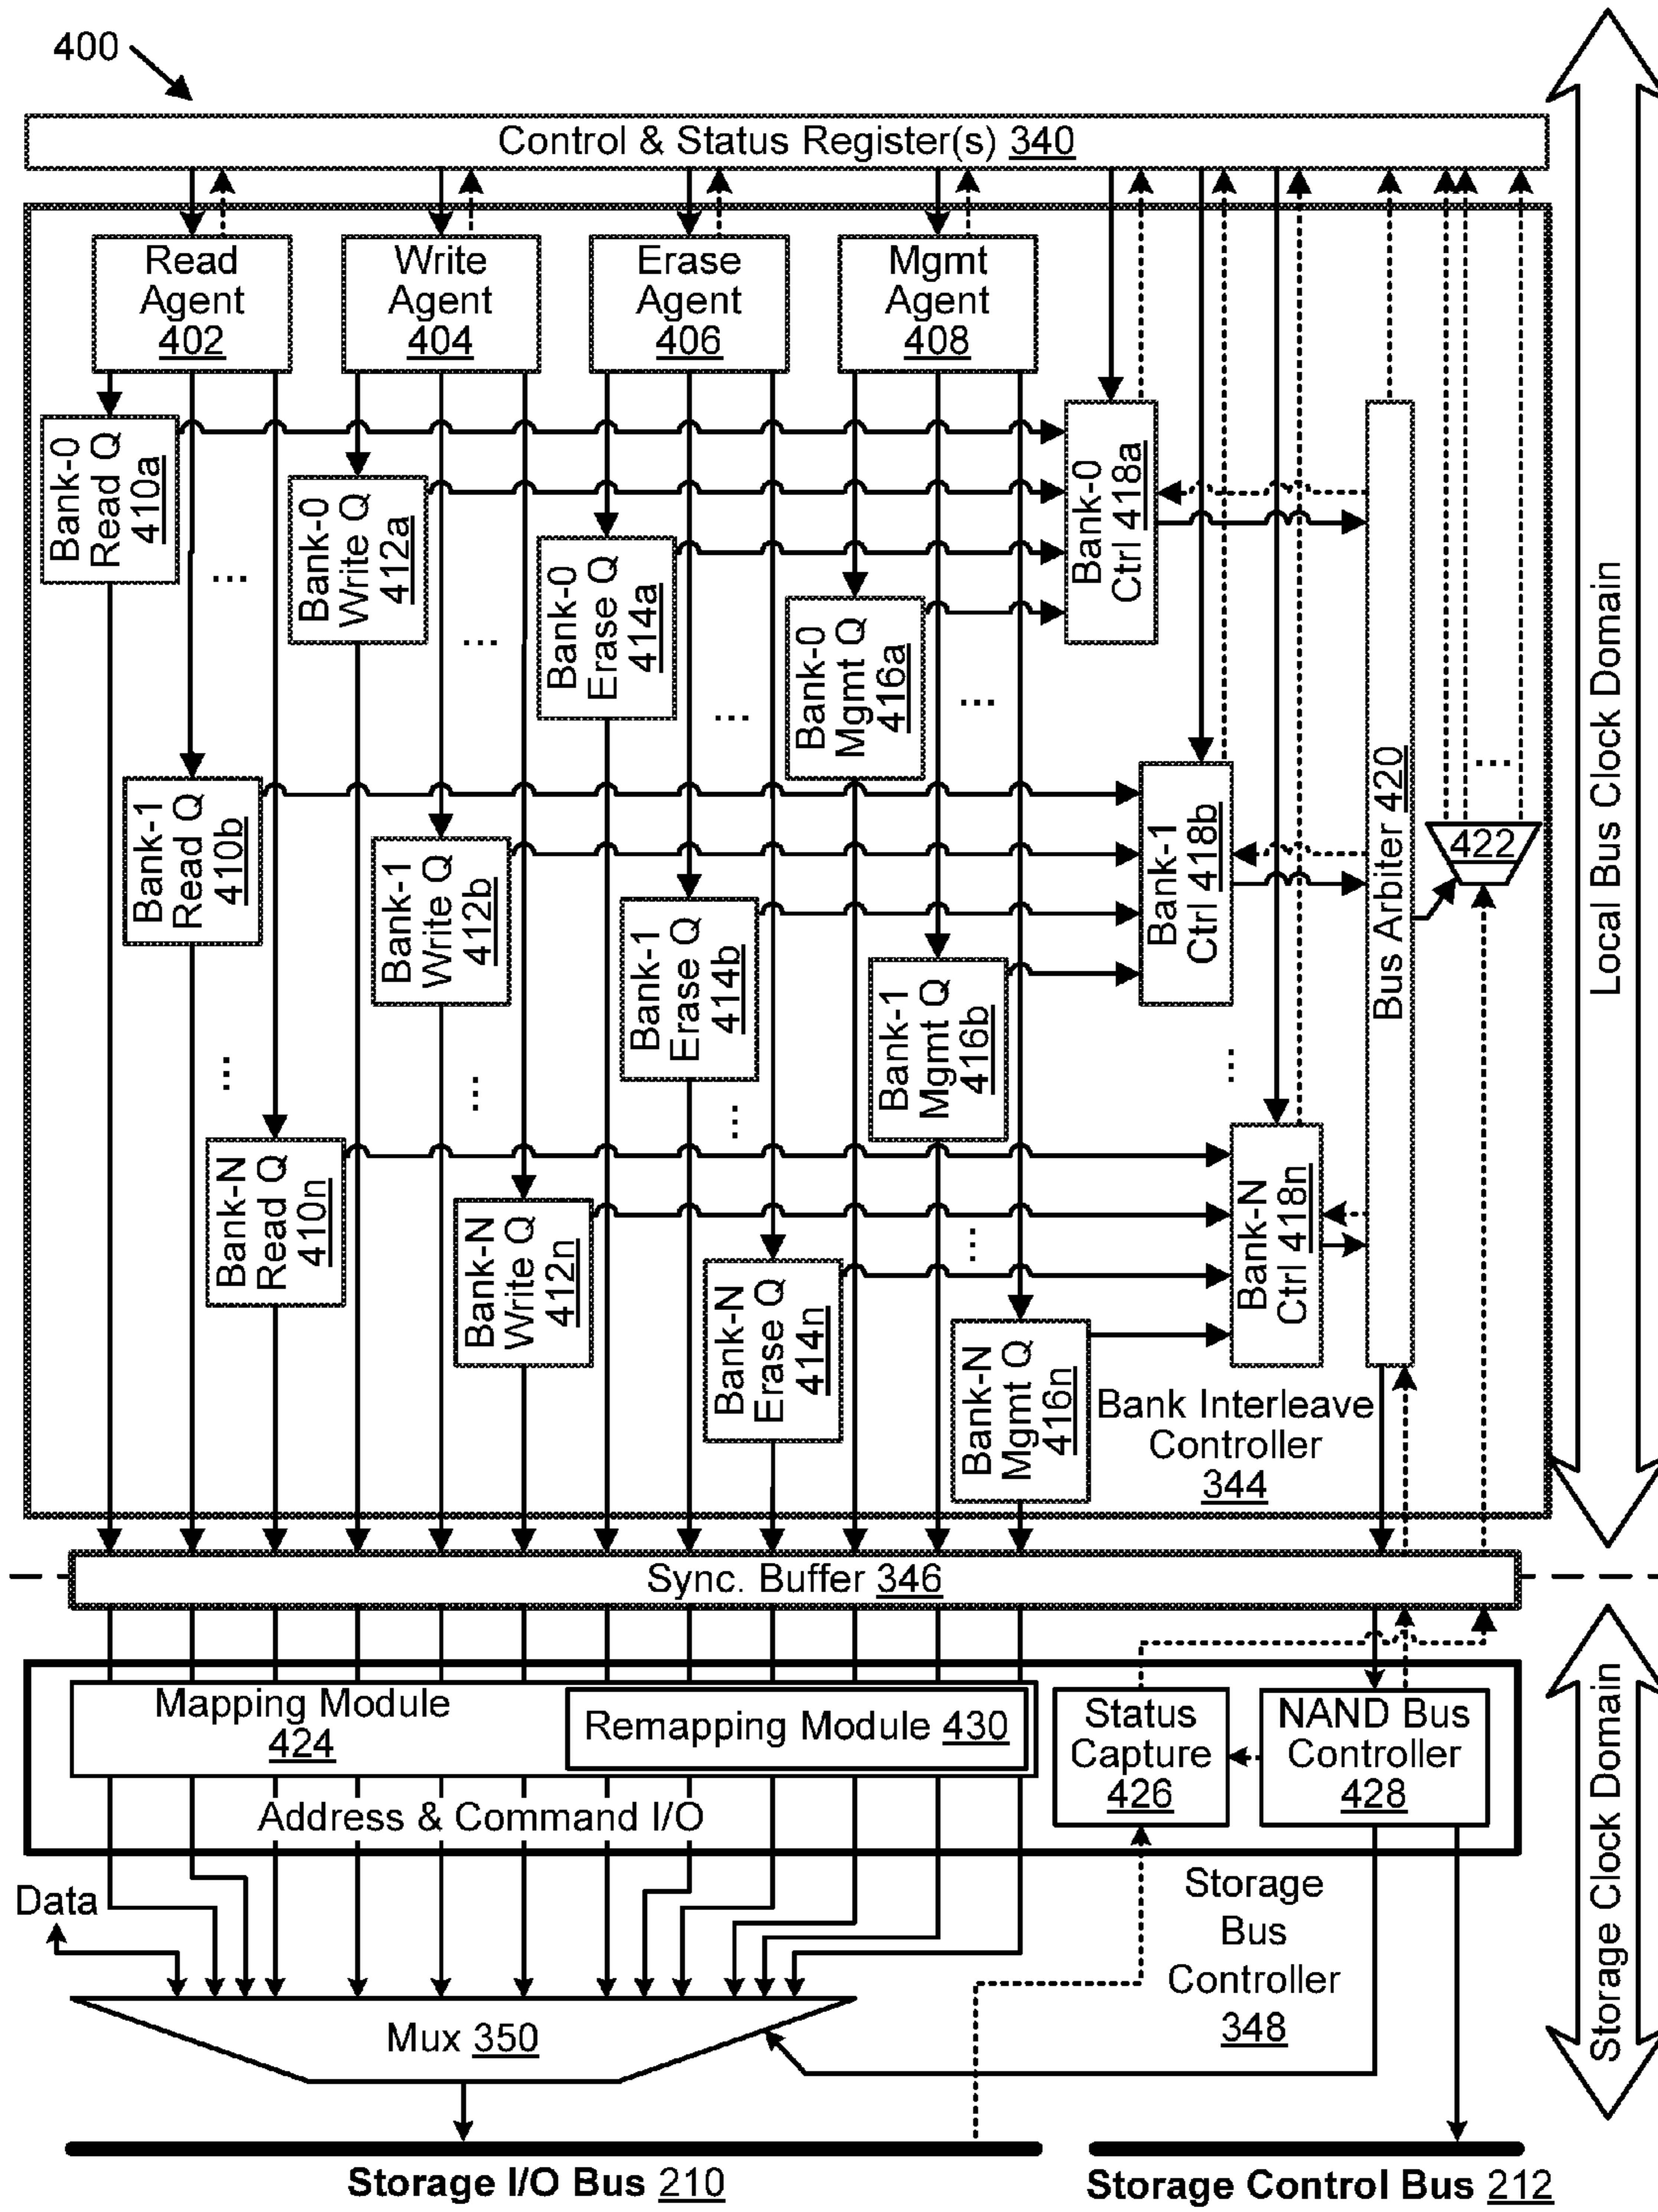 400
Control & Status Register(s) 340
Read
Agent
402
Write
Agent
404
Erase
Agent
406
Mgmt
Agent
408
Bank-0
Read Q
410a
Bank-0
Write Q
412a
Bank-0
Erase Q
414a
Bank-0
Mgmt Q
416a
Bank-0
Ctrl 418a
...
...
...
...
Bank-1
Read Q
410b
Bank-1
Write Q
412b
Bank-1
Erase Q
414b
Bank-1
Mgmt Q
416b
Bank-1
Ctrl 418b
Bus Arbiter 420
...
422
...
...
...
...
...
Bank-N
Read Q
410n
Bank-N
Write Q
412n
Bank-N
Erase Q
414n
Bank-N
Mgmt Q
416n
Bank-N
Ctrl 418n
Bank Interleave
Controller
344
Local Bus Clock Domain
Sync. Buffer 346
Mapping Module
424
Remapping Module 430
Status
Capture
426
NAND Bus
Controller
428
Address & Command I/O
Data
Storage
Bus
Controller
348
Storage Clock Domain
Mux 350
Storage I/O Bus 210
Storage Control Bus 212